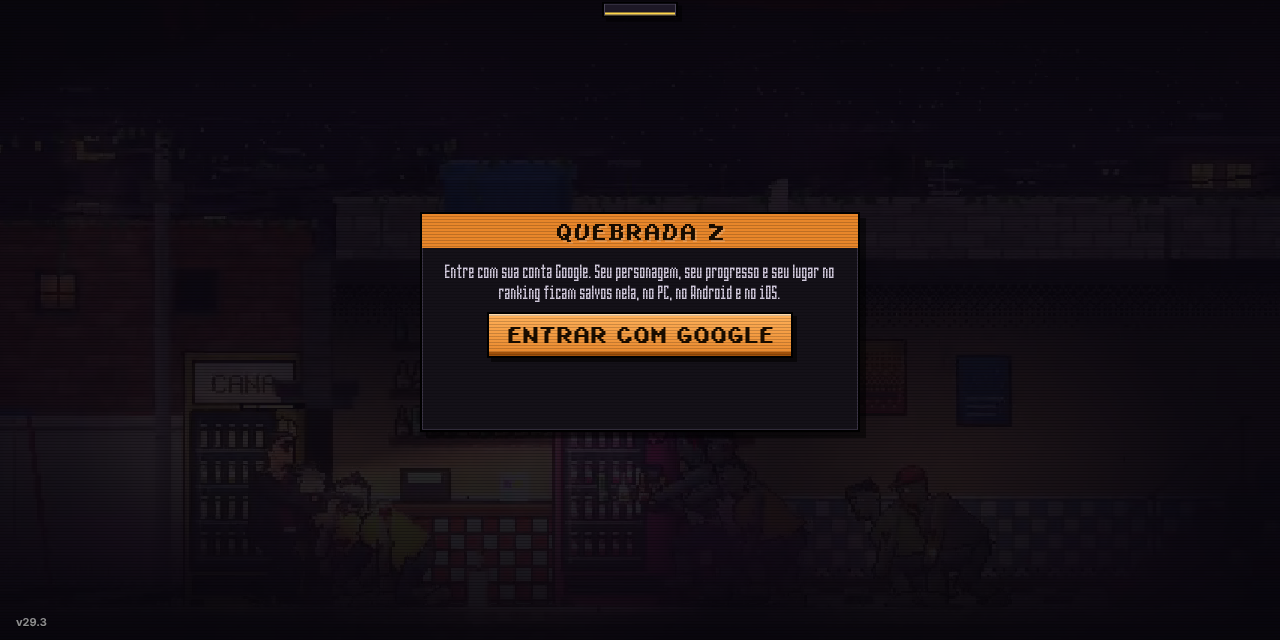 QUEBRADA Z
Entre com sua conta Google. Seu personagem, seu progresso e seu lugar no
ranking ficam salvos nela, no PC, no Android e no iOS.
ENTRAR COM GOOGLE
CANA
v29.3